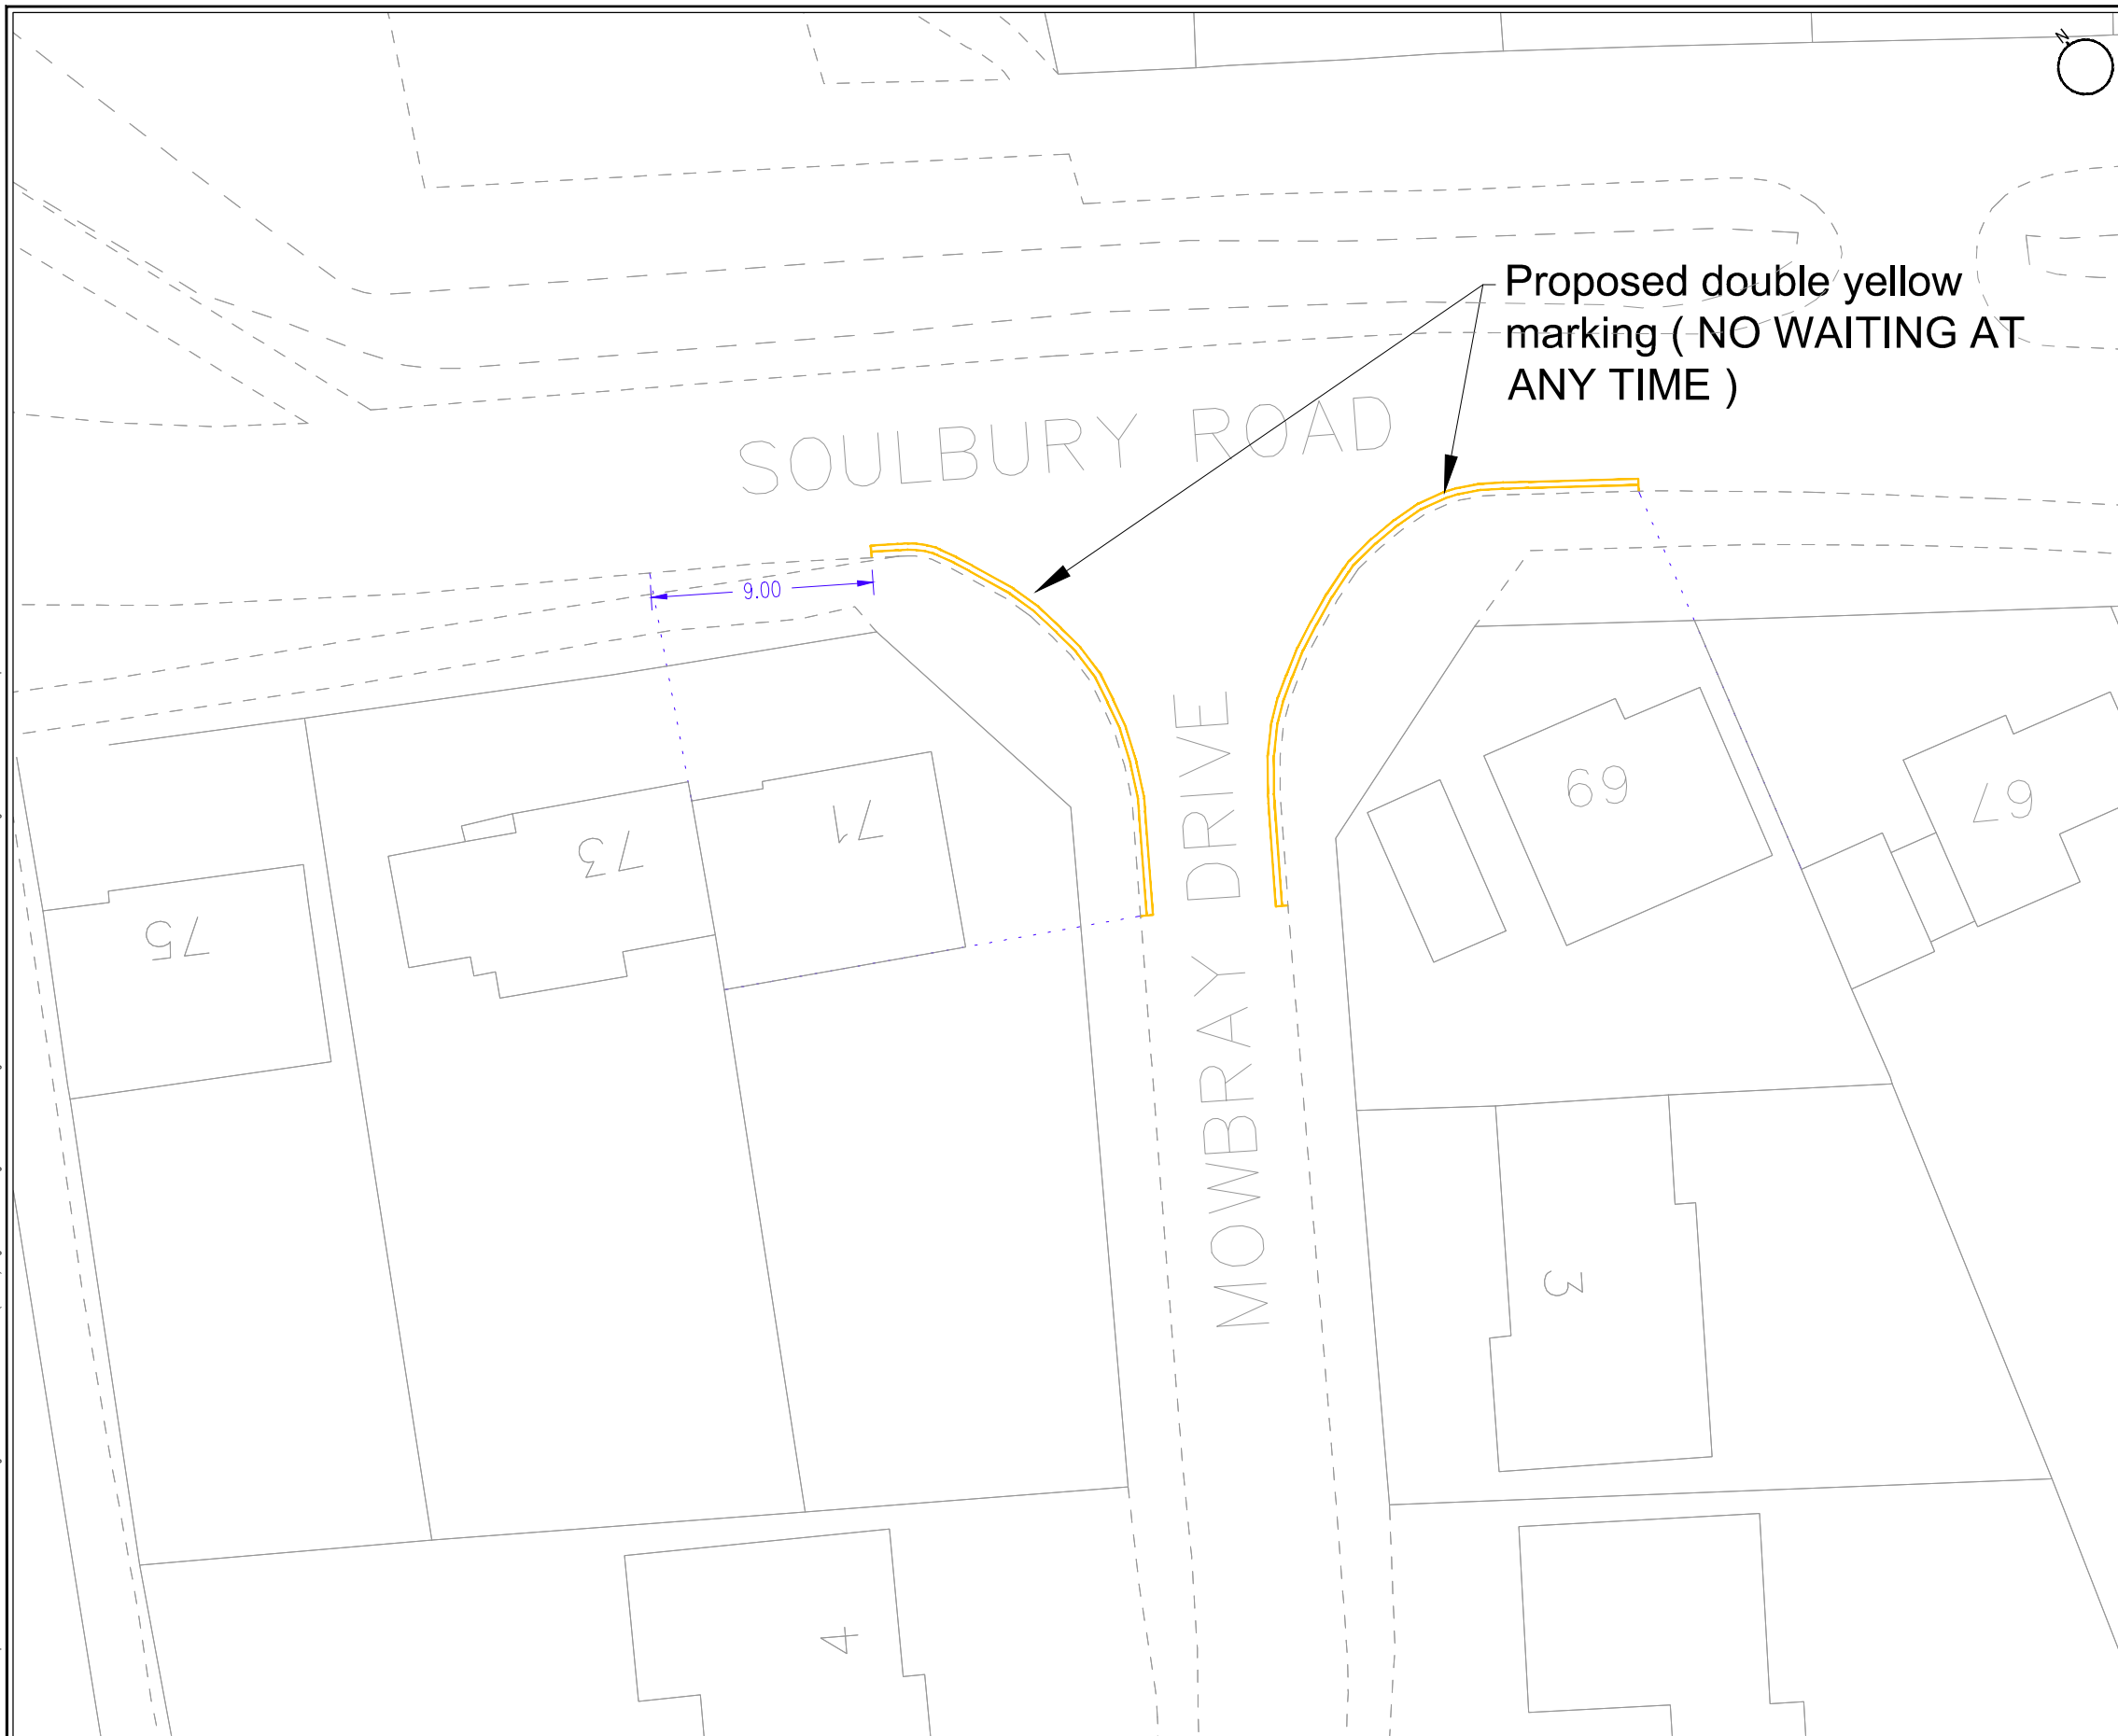 N
Proposed double yellow
marking ( NO WAITING AT
ANY TIME )
SOULBURY ROAD
9.00
MOWBRAY DRIVE
69
67
71
73
75
3
4